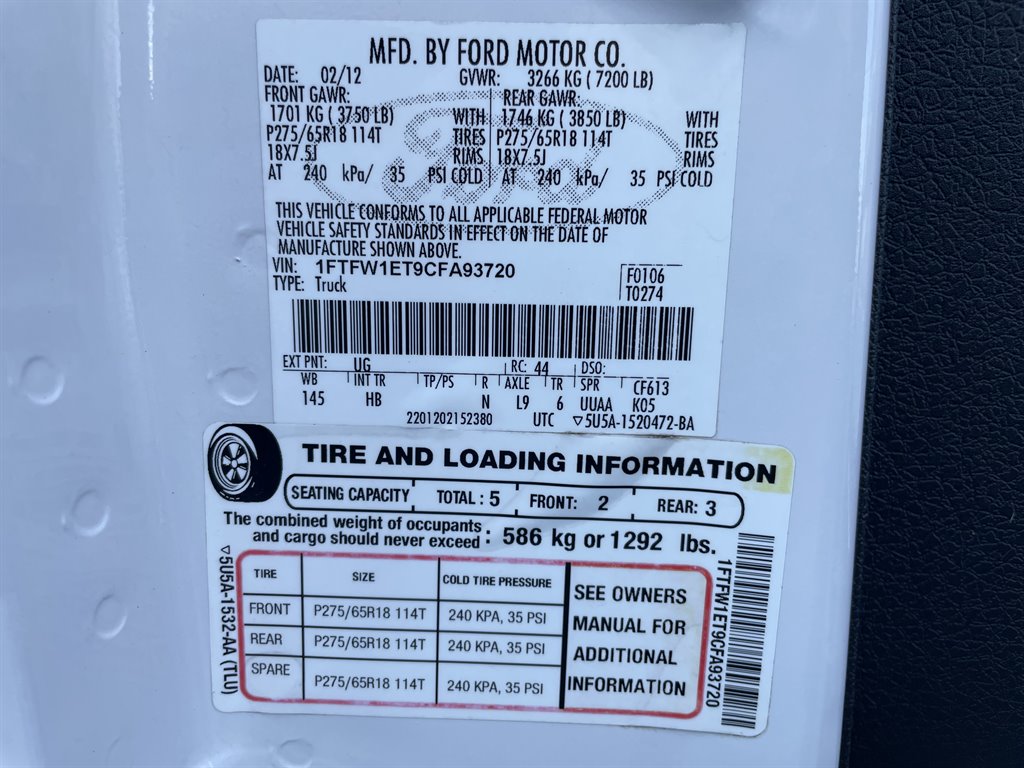 MFD. BY FORD MOTOR CO.
DATE: 02/12 GVWR: 3266 KG ( 7200 LB)
FRONT GAWR: REAR GAWR:
1701 KG ( 3750 LB) WITH 1746 KG ( 3850 LB) WITH
P275/65R18 114T TIRES P275/65R18 114T TIRES
18X7.5J RIMS 18X7.5J RIMS
AT 240 kPa/ 35 PSI COLD AT 240 kPa/ 35 PSI COLD
Ford
THIS VEHICLE CONFORMS TO ALL APPLICABLE FEDERAL MOTOR
VEHICLE SAFETY STANDARDS IN EFFECT ON THE DATE OF
MANUFACTURE SHOWN ABOVE.
VIN: 1FTFW1ET9CFA93720 F0106
TYPE: Truck T0274
EXT PNT: UG RC: 44 DSO:
WB INT TR TP/PS R AXLE TR SPR CF613
145 HB N L9 6 UUAA K05
2201202152380 UTC ▽5U5A-1520472-BA
TIRE AND LOADING INFORMATION
SEATING CAPACITY TOTAL : 5 FRONT: 2 REAR: 3
The combined weight of occupants
and cargo should never exceed : 586 kg or 1292 lbs.
TIRE SIZE COLD TIRE PRESSURE
FRONT P275/65R18 114T 240 KPA, 35 PSI
REAR P275/65R18 114T 240 KPA, 35 PSI
SPARE P275/65R18 114T 240 KPA, 35 PSI
SEE OWNERS
MANUAL FOR
ADDITIONAL
INFORMATION
▽5U5A-1532-AA (TLU)
1FTFW1ET9CFA93720